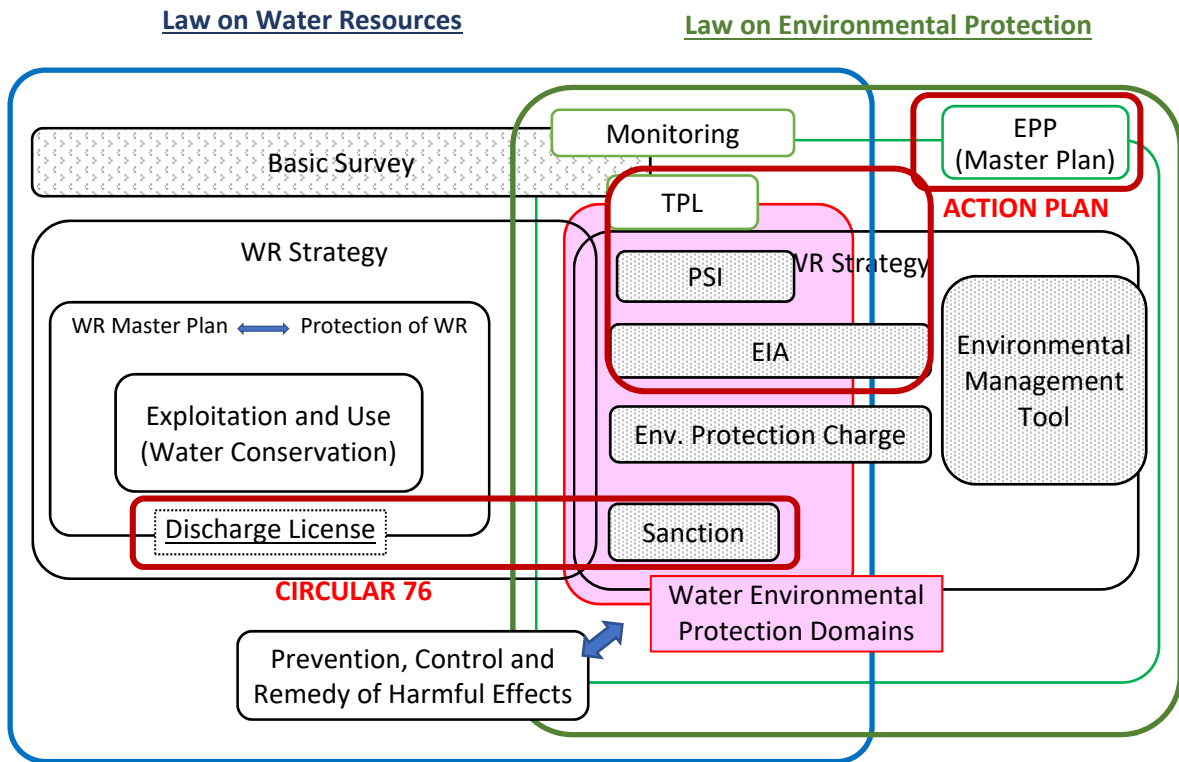 Law on Water Resources
Law on Environmental Protection
Monitoring
EPP
(Master Plan)
Basic Survey
TPL
ACTION PLAN
WR Strategy
PSI
WR Strategy
WR Master Plan
Protection of WR
EIA
Environmental
Management
Tool
Exploitation and Use
(Water Conservation)
Env. Protection Charge
Discharge License
Sanction
CIRCULAR 76
Water Environmental
Protection Domains
Prevention, Control and
Remedy of Harmful Effects